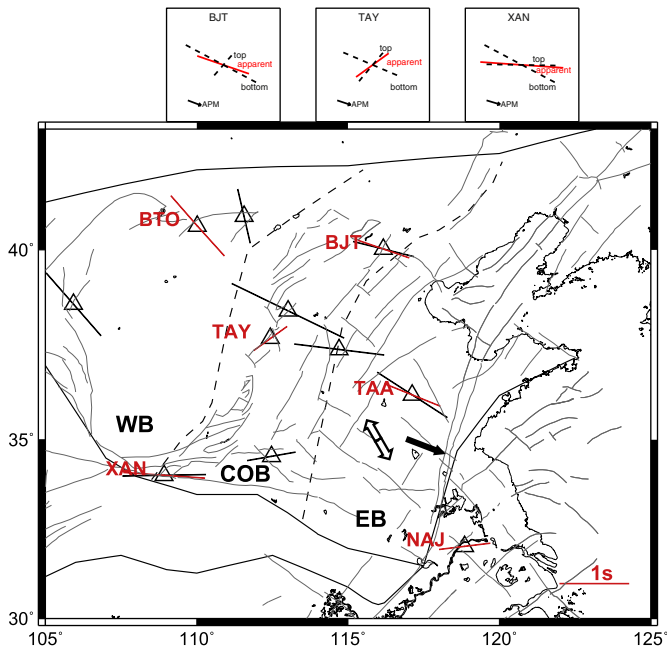 BJT
TAY
XAN
top
apparent
bottom
APM
top
apparent
bottom
APM
top
apparent
bottom
APM
BTO
BJT
40°
TAY
TAA
WB
35°
XAN
COB
EB
NAJ
1s
30°
105°
110°
115°
120°
125°